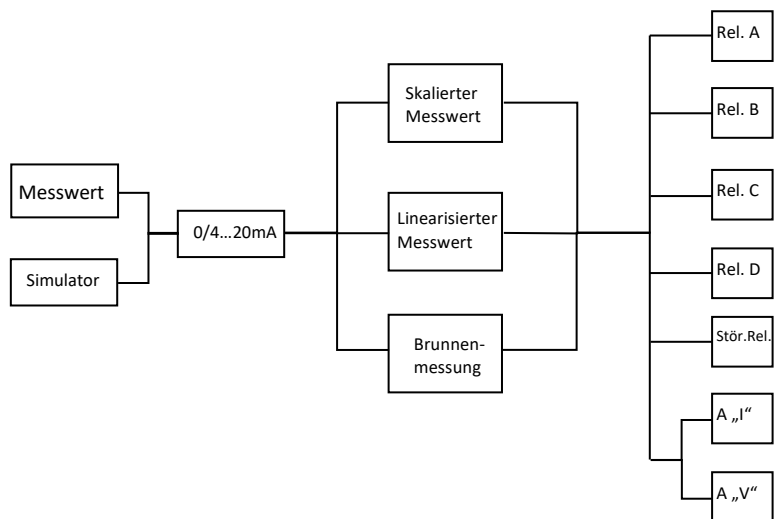 Messwert
Simulator
0/4...20mA
Skalierter
Messwert
Linearisierter
Messwert
Brunnen-
messung
Rel. A
Rel. B
Rel. C
Rel. D
Stör.Rel.
A „I“
A „V“